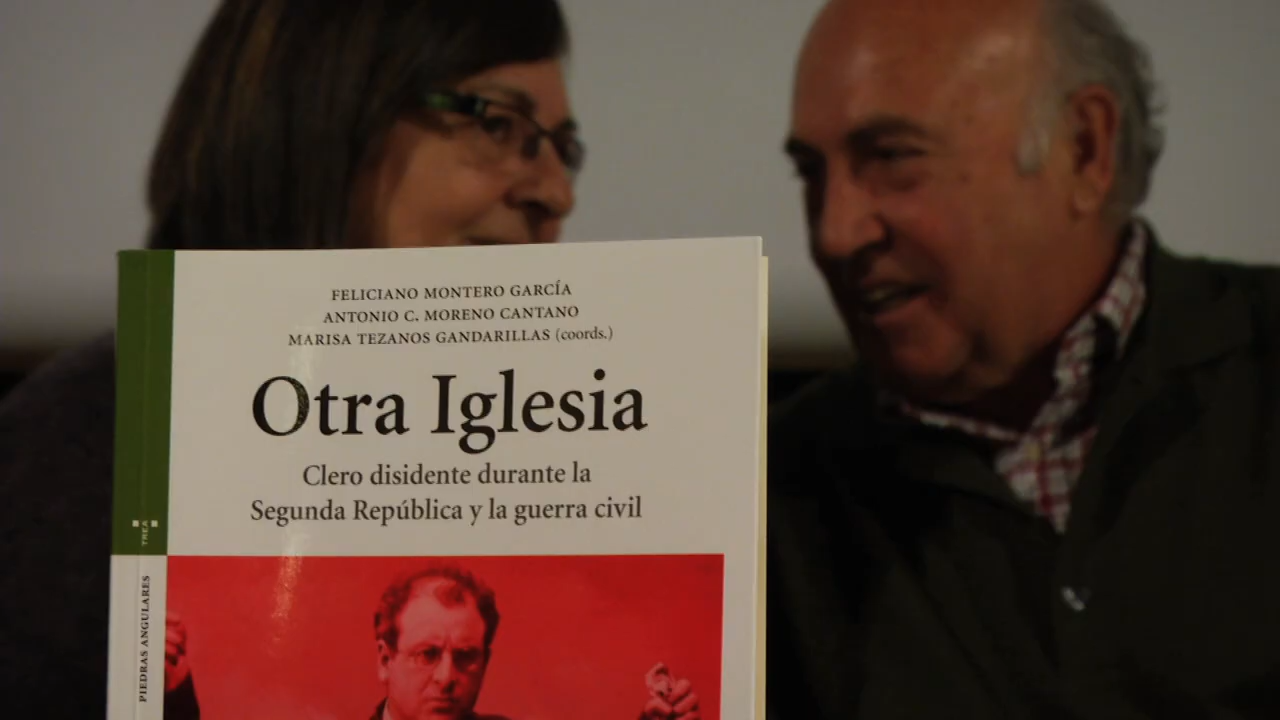 FELICIANO MONTERO GARCÍA
ANTONIO C. MORENO CANTANO
MARISA TEZANOS GANDARILLAS (coords.)
Otra Iglesia
Clero disidente durante la
Segunda República y la guerra civil
TREA
PIEDRAS ANGULARES